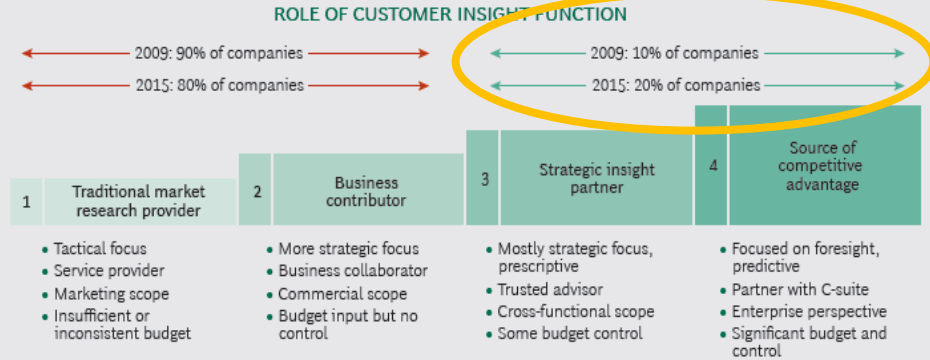 ROLE OF CUSTOMER INSIGHT FUNCTION
2009: 90% of companies
2009: 10% of companies
2015: 80% of companies
2015: 20% of companies
1
Traditional market
research provider
2
Business
contributor
3
Strategic insight
partner
4
Source of
competitive
advantage
• Tactical focus
• Service provider
• Marketing scope
• Insufficient or
inconsistent budget
• More strategic focus
• Business collaborator
• Commercial scope
• Budget input but no
control
• Mostly strategic focus,
prescriptive
• Trusted advisor
• Cross-functional scope
• Some budget control
• Focused on foresight,
predictive
• Partner with C-suite
• Enterprise perspective
• Significant budget and
control